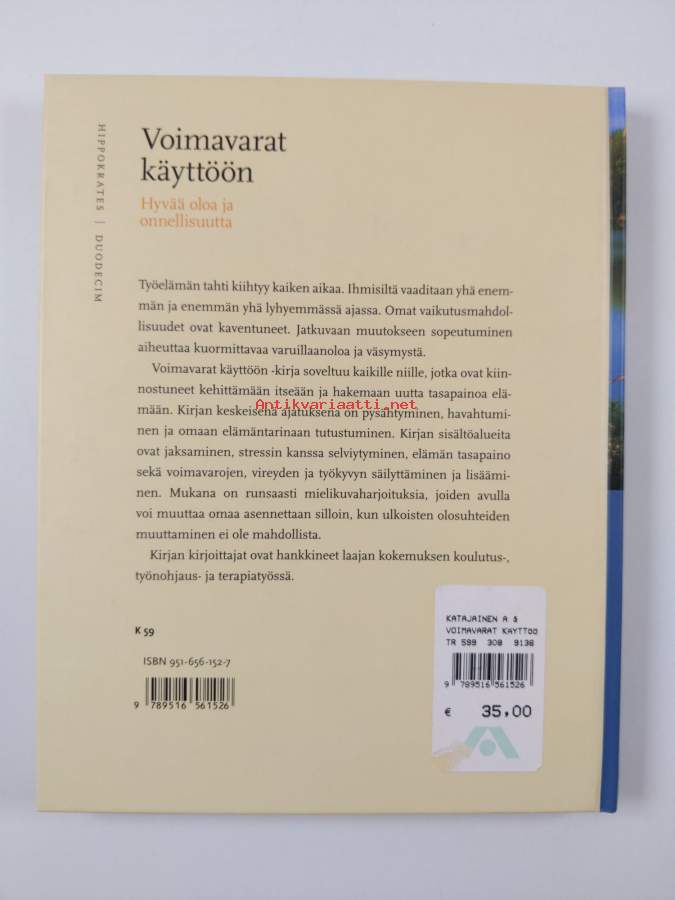 HIPPOKRATES | DUODECIM
Voimavarat
käyttöön
Hyvää oloa ja
onnellisuutta
Työelämän tahti kiihtyy kaiken aikaa. Ihmisiltä vaaditaan yhä enem-
män ja enemmän yhä lyhyemmässä ajassa. Omat vaikutusmahdol-
lisuudet ovat kaventuneet. Jatkuvaan muutokseen sopeutuminen
aiheuttaa kuormittavaa varuillaanoloa ja väsymystä.
Voimavarat käyttöön -kirja soveltuu kaikille niille, jotka ovat kiin-
nostuneet kehittämään itseään ja hakemaan uutta tasapainoa elä-
mään. Kirjan keskeisenä ajatuksena on pysähtyminen, havahtumi-
Antikvariaatti.net
nen ja omaan elämäntarinaan tutustuminen. Kirjan sisältöalueita
ovat jaksaminen, stressin kanssa selviytyminen, elämän tasapaino
sekä voimavarojen, vireyden ja työkyvyn säilyttäminen ja lisäämi-
nen. Mukana on runsaasti mielikuvaharjoituksia, joiden avulla
voi muuttaa omaa asennettaan silloin, kun ulkoisten olosuhteiden
muuttaminen ei ole mahdollista.
Kirjan kirjoittajat ovat hankkineet laajan kokemuksen koulutus-,
työnohjaus- ja terapiatyössä.
K 59
ISBN 951-656-152-7
9 789516 561526
KATAJAINEN A &
VOIMAVARAT KÄYTTÖÖ
TR 599 308 9138
9 789516 561526
€ 35,00